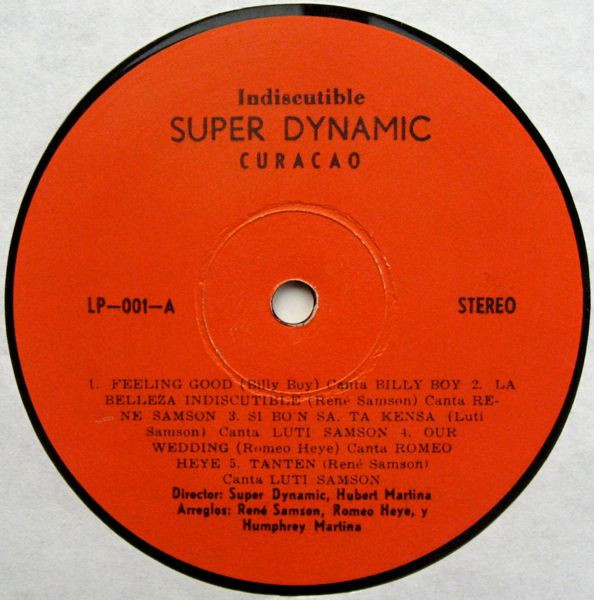 Indiscutible
SUPER DYNAMIC
CURACAO
LP-001-A
STEREO
1. FEELING GOOD (Billy Buy) Canta BILLY BOY 2. LA
BELLEZA INDISCUTIBLE (René Samson) Canta RE-
NE SAMSON 3. SI BO'N SA. TA KENSA (Luti
Samson) Canta LUTI SAMSON 4. OUR
WEDDING (Romeo Heye) Canta ROMEO
HEYE 5. TANTEN (René Samson)
Canta LUTI SAMSON
Director: Super Dynamic, Hubert Martina
Arreglos: René Samson, Romeo Heye, y
Humphrey Martina